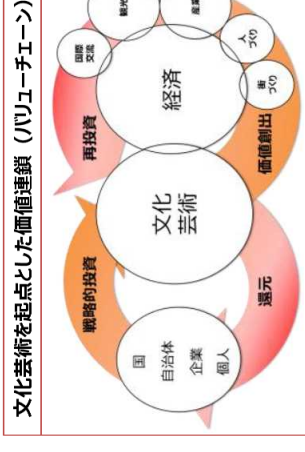 文化芸術を起点とした価値連鎖（バリューチェーン）
戦略的投資
再投資
国
自治体
企業
個人
文化
芸術
経済
国際
交流
観光
産業
人
づくり
街
づくり
還元
価値創出